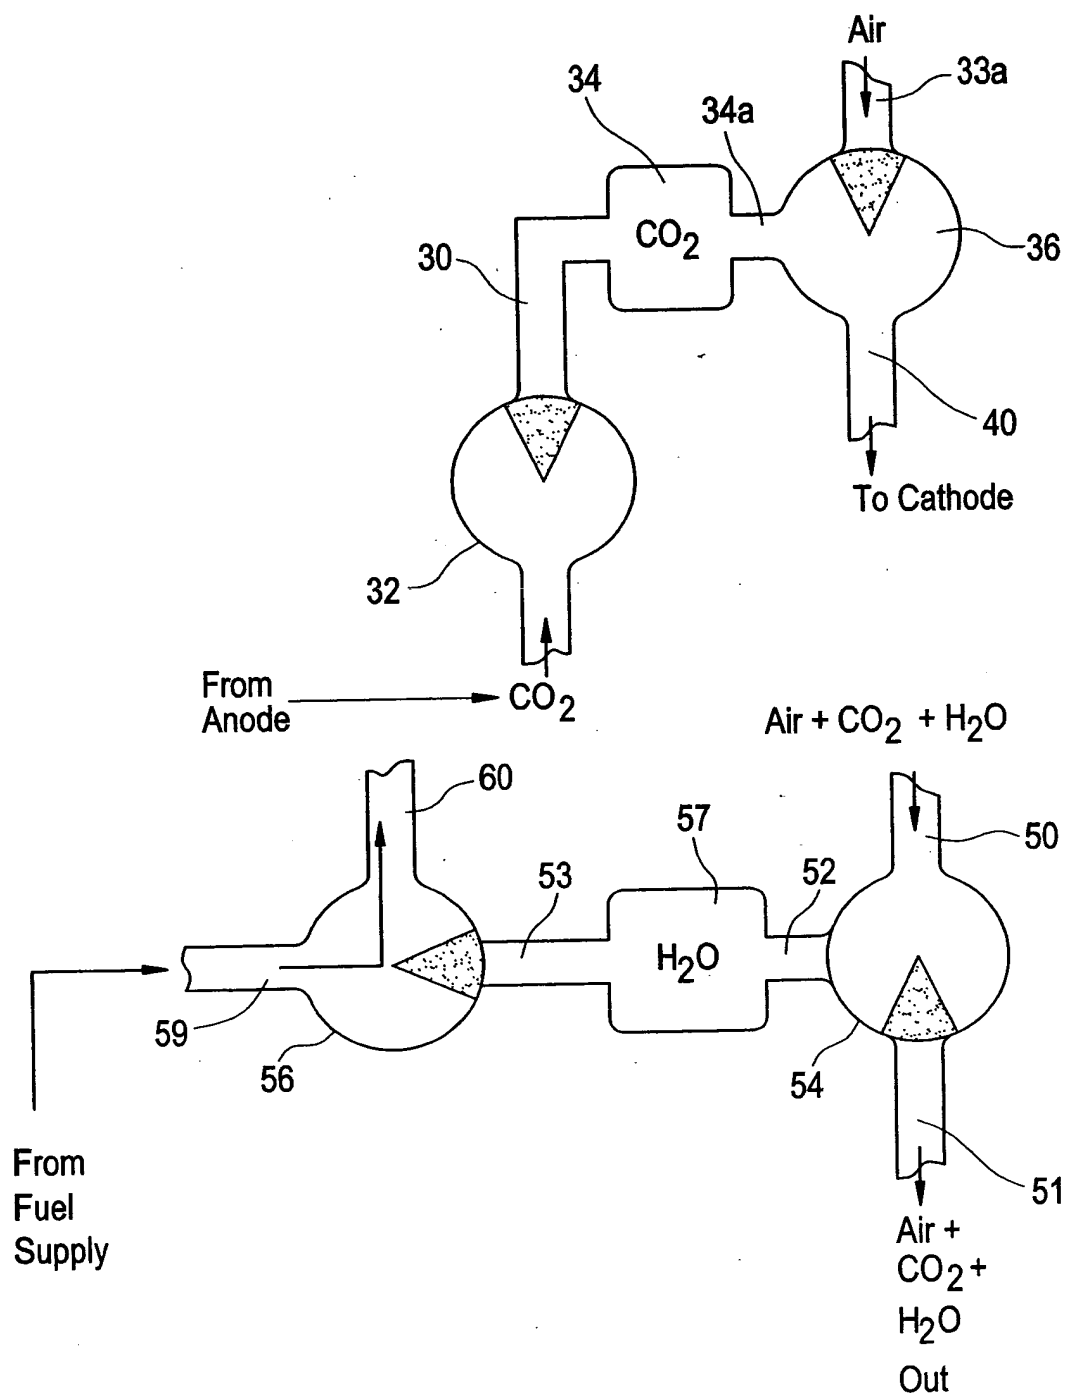 Air
33a
34
34a
CO2
36
30
40
To Cathode
32
From
Anode
CO2
Air + CO2 + H2O
60
57
50
53
52
H2O
59
56
54
From
Fuel
Supply
51
Air +
CO2 +
H2O
Out